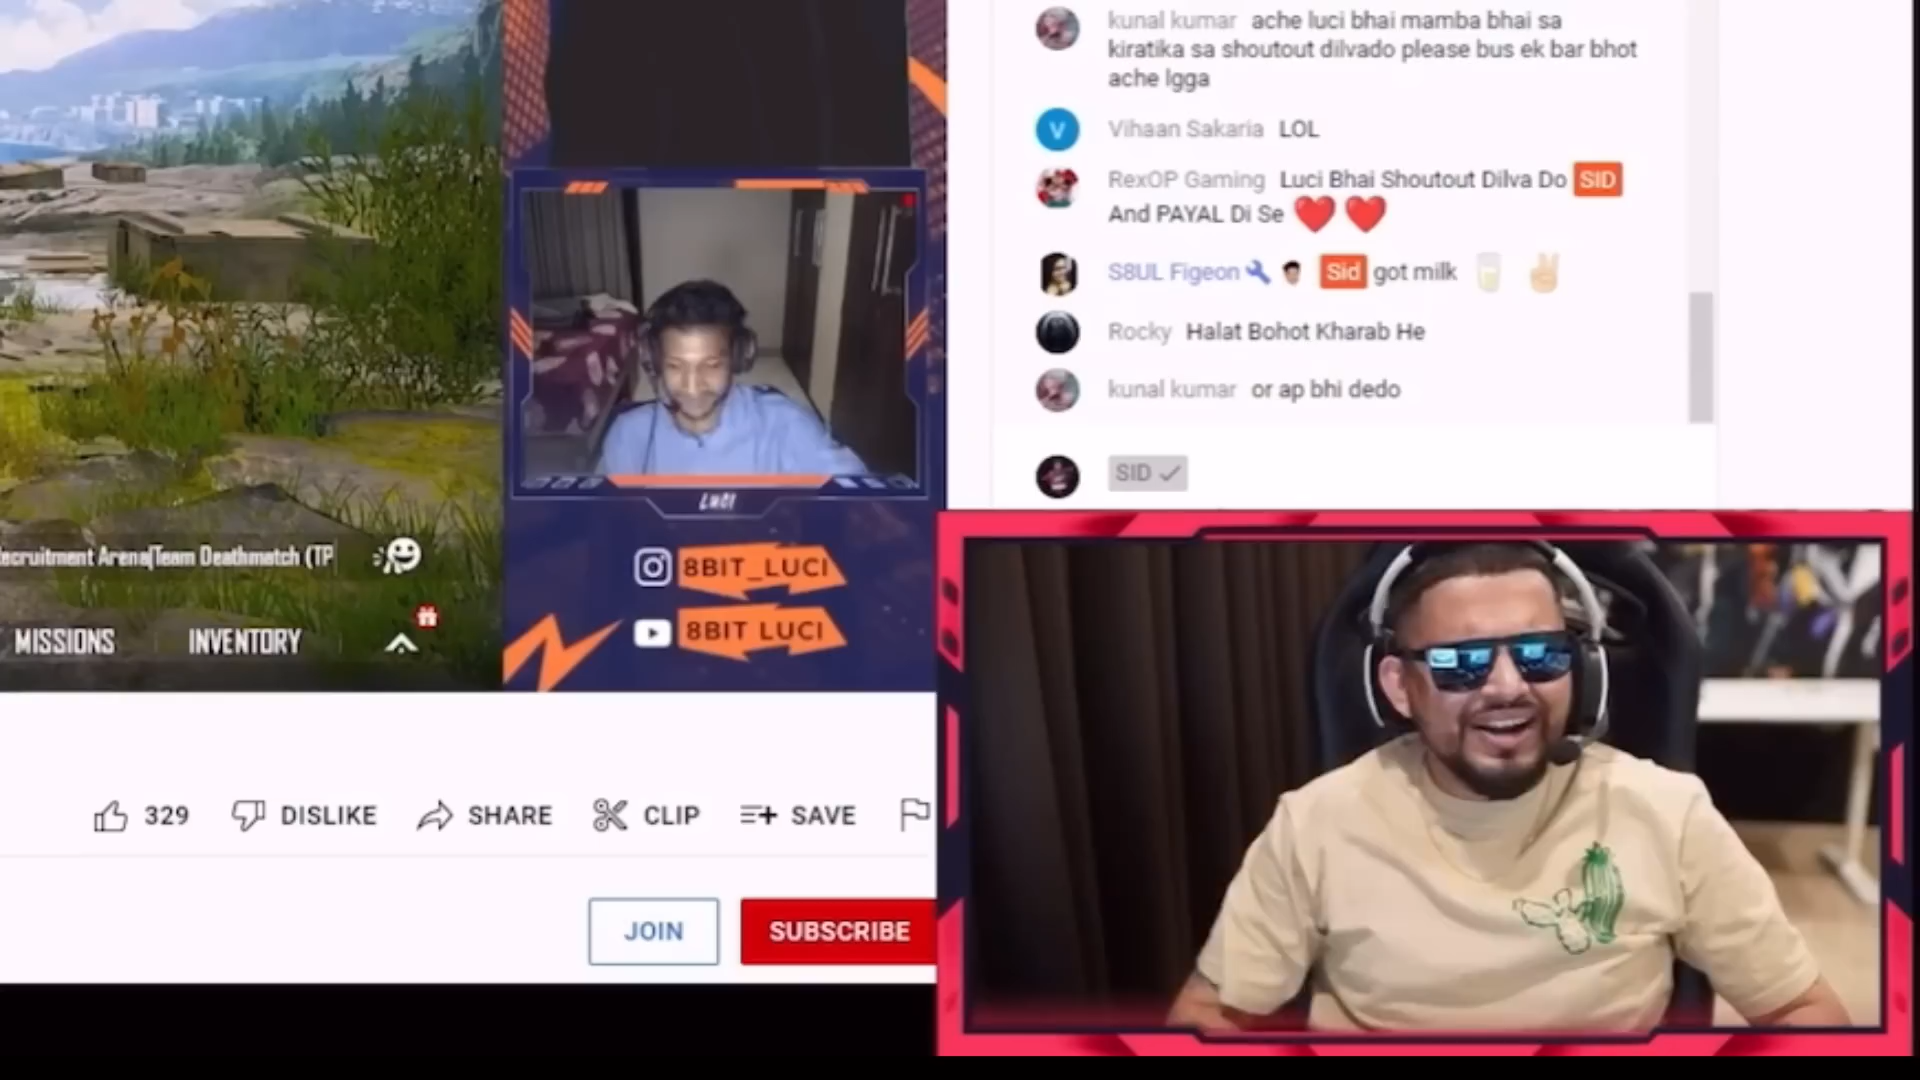 kunal kumar ache luci bhai mamba bhai sa
kiratika sa shoutout dilvado please bus ek bar bhot
ache lgga
V Vihaan Sakaria LOL
RexOP Gaming Luci Bhai Shoutout Dilva Do SID
And PAYAL Di Se
S8UL Figeon Sid got milk
Rocky Halat Bohot Kharab He
kunal kumar or ap bhi dedo
SID
LUCI
ecruitment Arena(Team Deathmatch (TP
8BIT_LUCI
8BIT LUCI
MISSIONS INVENTORY
329 DISLIKE SHARE CLIP SAVE
JOIN SUBSCRIBE